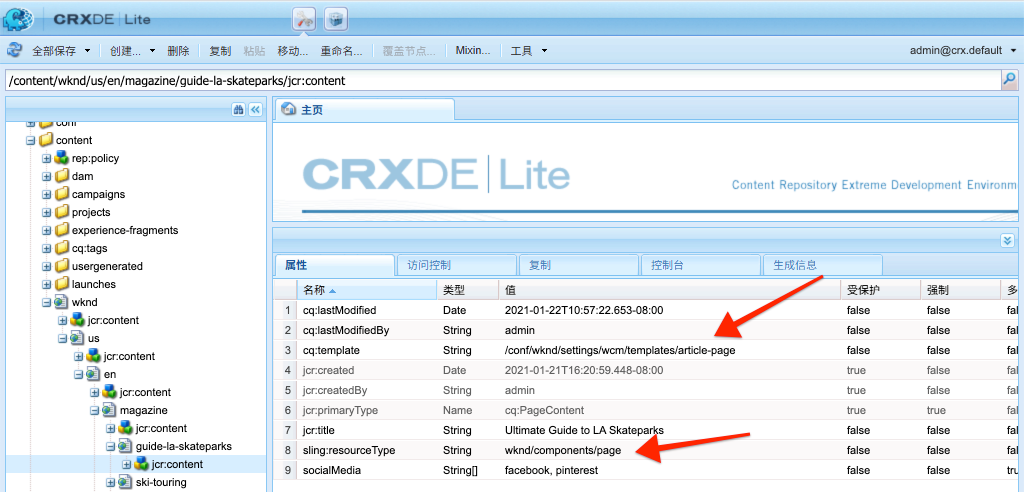 CRXDE | Lite
全部保存 创建... 删除 复制 粘贴 移动... 重命名... 覆盖节点... Mixin... 工具 admin@crx.default
/content/wknd/us/en/magazine/guide-la-skateparks/jcr:content
主页
conf
content
rep:policy
dam
campaigns
projects
experience-fragments
cq:tags
usergenerated
launches
wknd
jcr:content
us
jcr:content
en
jcr:content
magazine
jcr:content
guide-la-skateparks
jcr:content
ski-touring
CRXDE | Lite
Content Repository Extreme Development Environm
属性 访问控制 复制 控制台 生成信息
名称 类型 值 受保护 强制 多
1 cq:lastModified Date 2021-01-22T10:57:22.653-08:00 false false fal
2 cq:lastModifiedBy String admin false false fal
3 cq:template String /conf/wknd/settings/wcm/templates/article-page false false fal
4 jcr:created Date 2021-01-21T16:20:59.448-08:00 true false fal
5 jcr:createdBy String admin true false fal
6 jcr:primaryType Name cq:PageContent true true fal
7 jcr:title String Ultimate Guide to LA Skateparks false false fal
8 sling:resourceType String wknd/components/page false false fal
9 socialMedia String[] facebook, pinterest false false tru